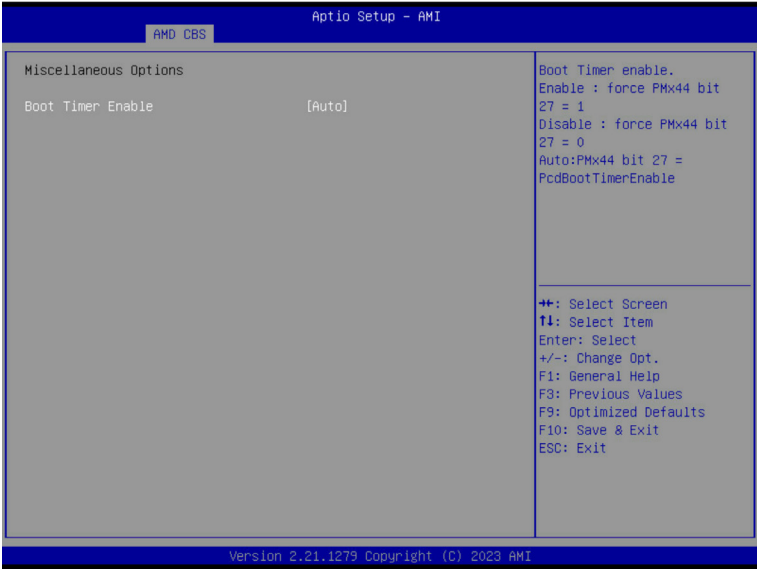 Aptio Setup – AMI
AMD CBS
Miscellaneous Options
Boot Timer Enable [Auto]
Boot Timer enable.
Enable : force PMx44 bit
27 = 1
Disable : force PMx44 bit
27 = 0
Auto:PMx44 bit 27 =
PcdBootTimerEnable
→←: Select Screen
↑↓: Select Item
Enter: Select
+/-: Change Opt.
F1: General Help
F3: Previous Values
F9: Optimized Defaults
F10: Save & Exit
ESC: Exit
Version 2.21.1279 Copyright (C) 2023 AMI